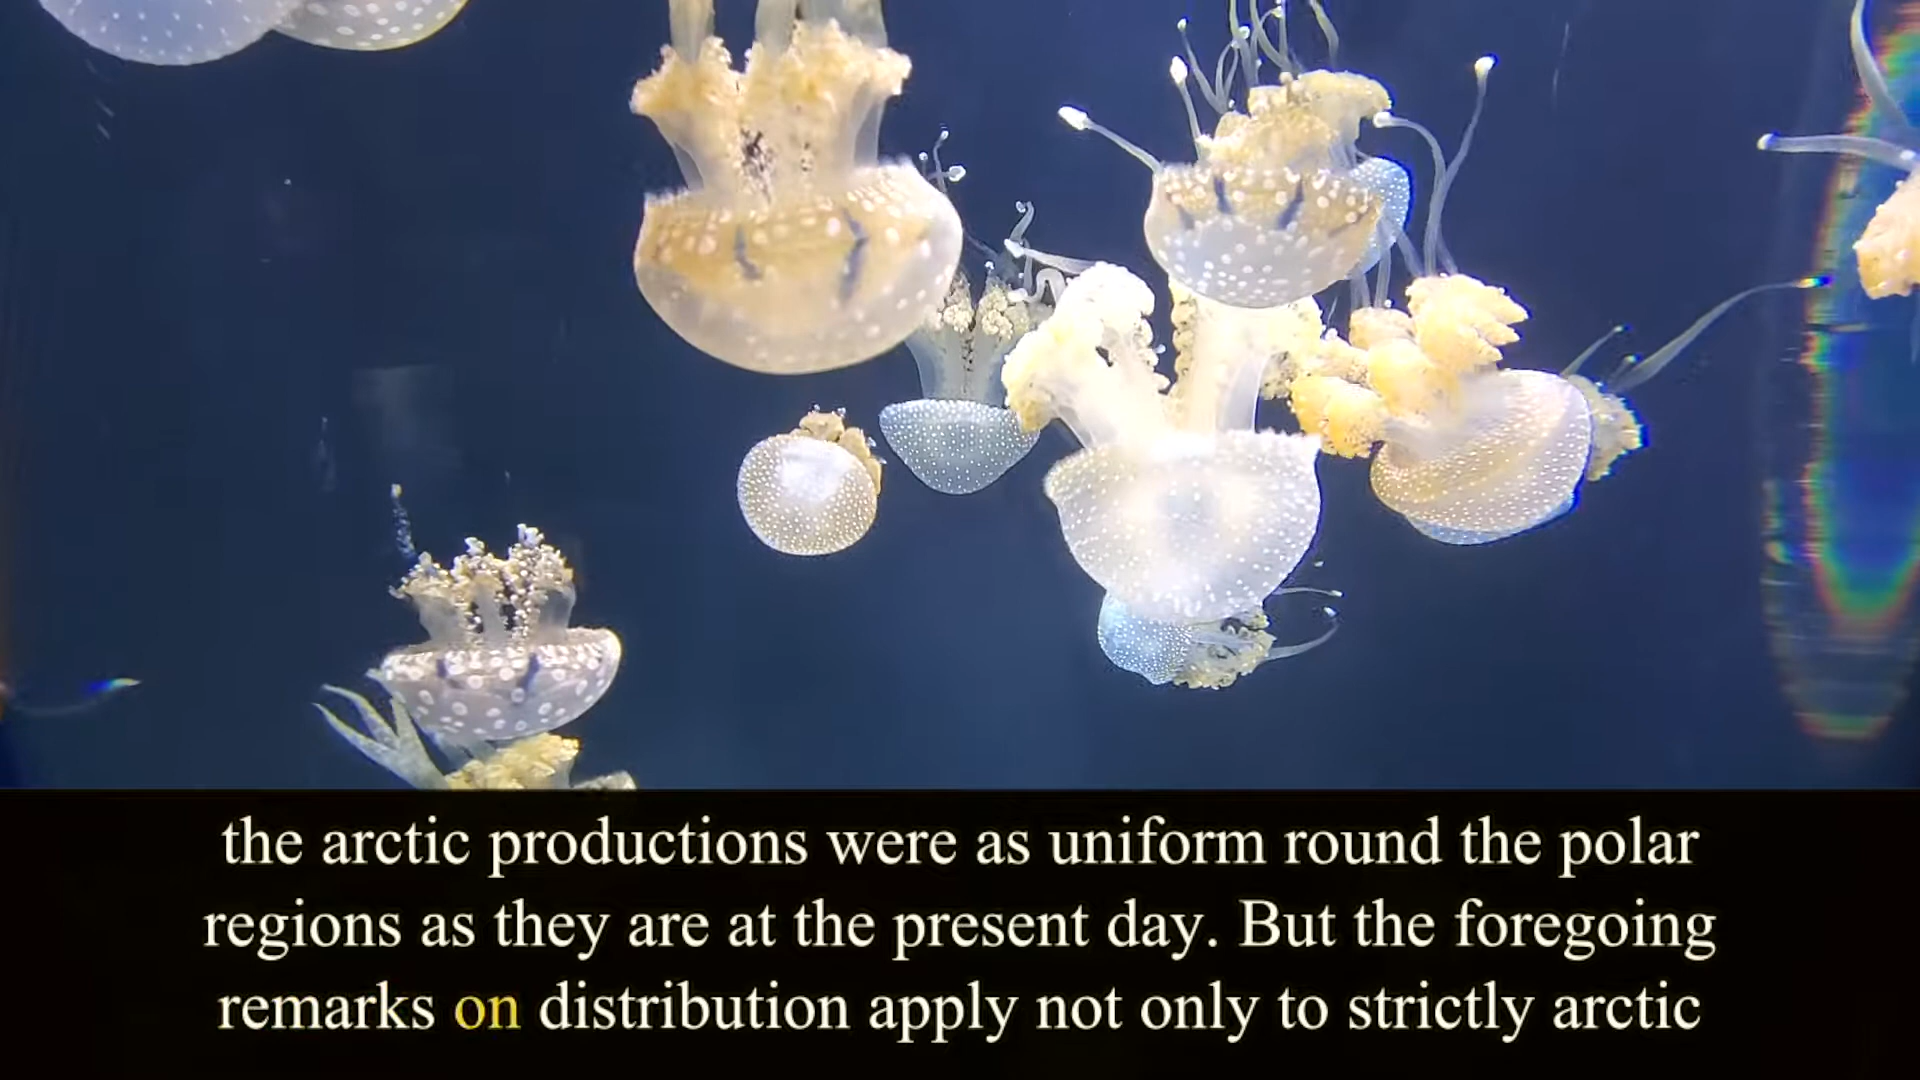 the arctic productions were as uniform round the polar
regions as they are at the present day. But the foregoing
remarks on distribution apply not only to strictly arctic